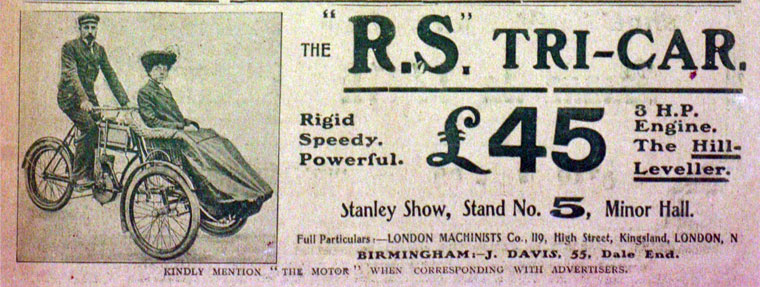 THE "R.S." TRI-CAR.
Rigid
Speedy.
Powerful.
£45
3 H.P.
Engine.
The Hill-
Leveller.
Stanley Show, Stand No. 5, Minor Hall.
Full Particulars:—LONDON MACHINISTS Co., 119, High Street, Kingsland, LONDON, N
BIRMINGHAM:—J. DAVIS, 55, Dale End.
KINDLY MENTION "THE MOTOR" WHEN CORRESPONDING WITH ADVERTISERS.